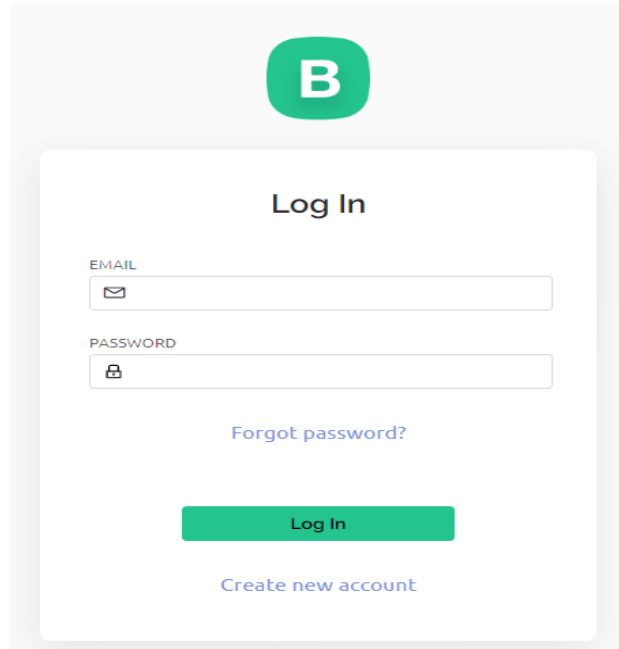 B
Log In
EMAIL
PASSWORD
Forgot password?
Log In
Create new account